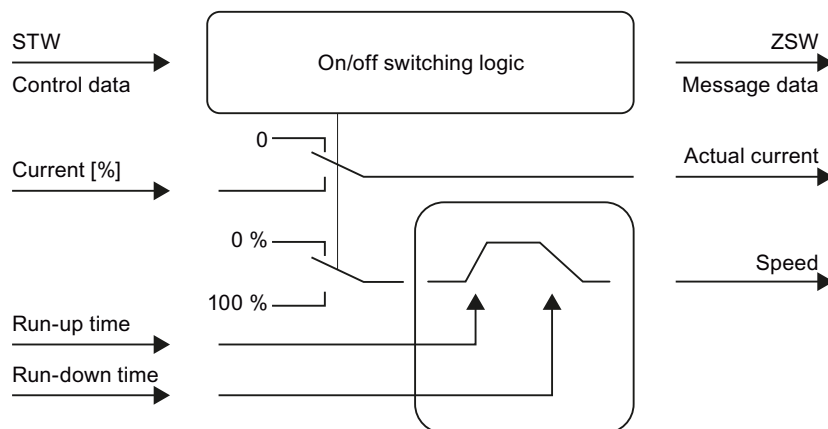 STW
Control data
On/off switching logic
ZSW
Message data
0
Current [%]
Actual current
0 %
100 %
Speed
Run-up time
Run-down time